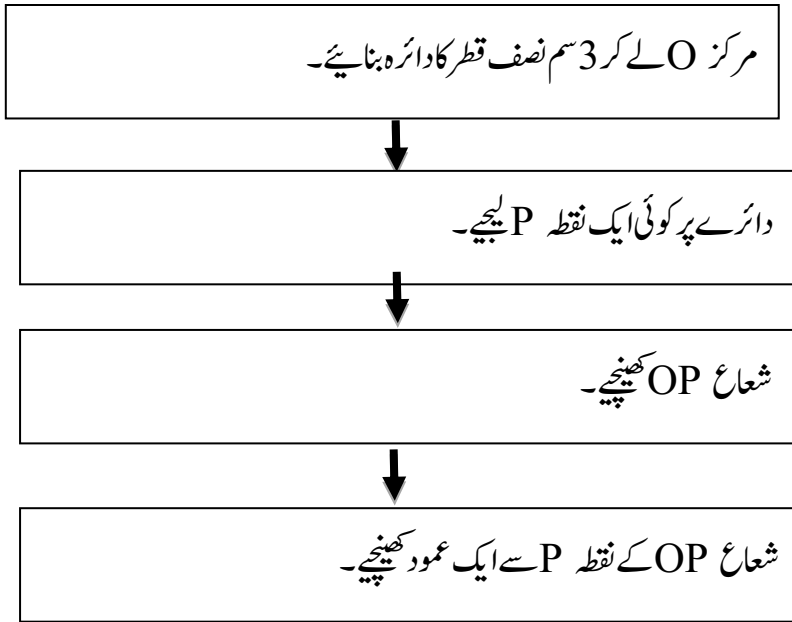 مرکز O لے کر 3 سم نصف قطر کا دائرہ بنائیے۔
دائرے پر کوئی ایک نقطہ P لیجیے۔
شعاع OP کھینچیے۔
شعاع OP کے نقطہ P سے ایک عمود کھینچیے۔